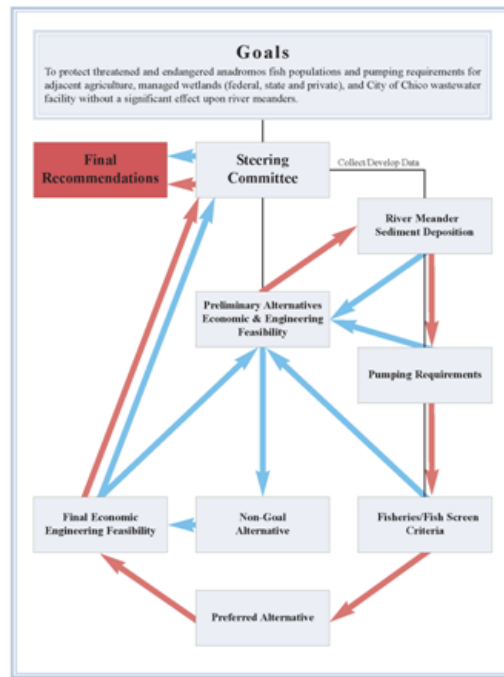 Goals
To protect threatened and endangered anadromos fish populations and pumping requirements for
adjacent agriculture, managed wetlands (federal, state and private), and City of Chico wastewater
facility without a significant effect upon river meanders.
Final
Recommendations
Steering
Committee
Collect/Develop Data
River Meander
Sediment Deposition
Preliminary Alternatives
Economic & Engineering
Feasibility
Pumping Requirements
Final Economic
Engineering Feasibility
Non-Goal
Alternative
Fisheries/Fish Screen
Criteria
Preferred Alternative